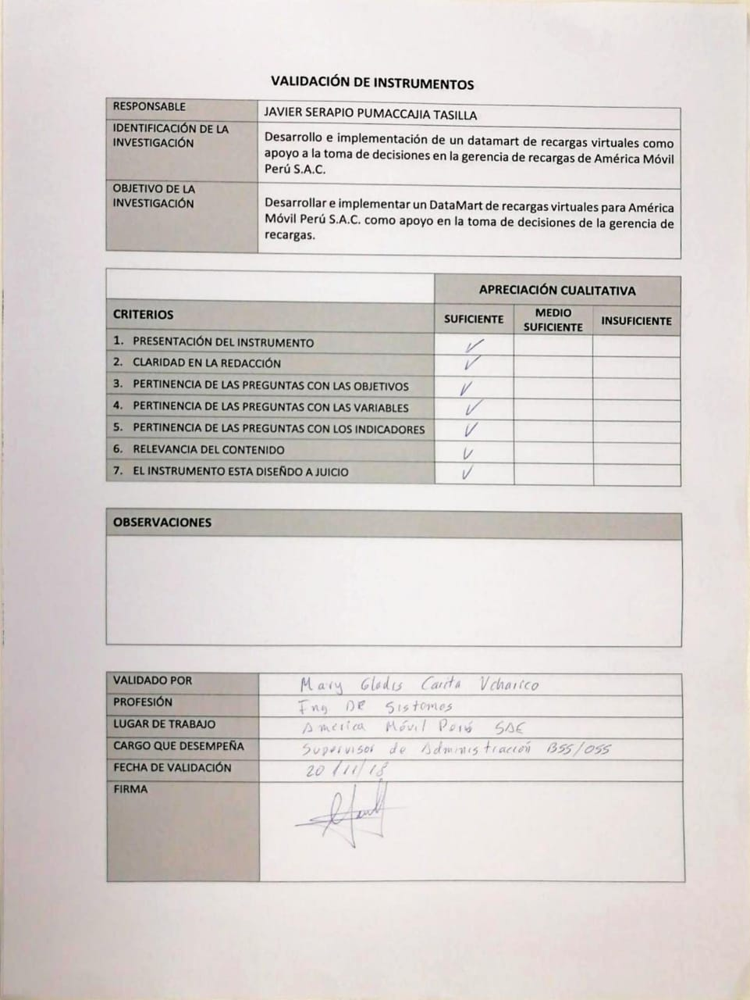 VALIDACIÓN DE INSTRUMENTOS
RESPONSABLE
JAVIER SERAPIO PUMACCAJIA TASILLA
IDENTIFICACIÓN DE LA
INVESTIGACIÓN
Desarrollo e implementación de un datamart de recargas virtuales como
apoyo a la toma de decisiones en la gerencia de recargas de América Móvil
Perú S.A.C.
OBJETIVO DE LA
INVESTIGACIÓN
Desarrollar e implementar un DataMart de recargas virtuales para América
Móvil Perú S.A.C. como apoyo en la toma de decisiones de la gerencia de
recargas.
APRECIACIÓN CUALITATIVA
CRITERIOS
SUFICIENTE
MEDIO
SUFICIENTE
INSUFICIENTE
1. PRESENTACIÓN DEL INSTRUMENTO ✓
2. CLARIDAD EN LA REDACCIÓN ✓
3. PERTINENCIA DE LAS PREGUNTAS CON LOS OBJETIVOS ✓
4. PERTINENCIA DE LAS PREGUNTAS CON LAS VARIABLES ✓
5. PERTINENCIA DE LAS PREGUNTAS CON LOS INDICADORES ✓
6. RELEVANCIA DEL CONTENIDO ✓
7. EL INSTRUMENTO ESTA DISEÑDO A JUICIO ✓
OBSERVACIONES
VALIDADO POR Mary Gladis Carita
PROFESIÓN Ing DE Sistemas
LUGAR DE TRABAJO America Móvil Perú
CARGO QUE DESEMPEÑA Supervisor de Administración BSS/OSS
FECHA DE VALIDACIÓN 20/11/18
FIRMA